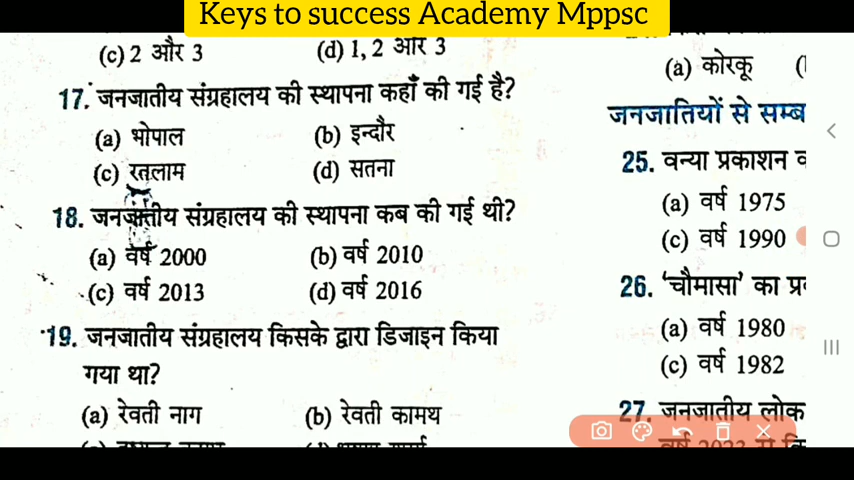 Keys to success Academy Mppsc
(c) 2 और 3 (d) 1, 2 और 3
17. जनजातीय संग्रहालय की स्थापना कहाँ की गई है?
(a) भोपाल (b) इन्दौर
(c) रतलाम (d) सतना
18. जनजातीय संग्रहालय की स्थापना कब की गई थी?
(a) वर्ष 2000 (b) वर्ष 2010
(c) वर्ष 2013 (d) वर्ष 2016
19. जनजातीय संग्रहालय किसके द्वारा डिजाइन किया
गया था?
(a) रेवती नाग (b) रेवती कामथ
(a) कोरकू
जनजातियों से सम्ब
25. वन्या प्रकाशन व
(a) वर्ष 1975
(c) वर्ष 1990
26. 'चौमासा' का प्र
(a) वर्ष 1980
(c) वर्ष 1982
27. जनजातीय लोक